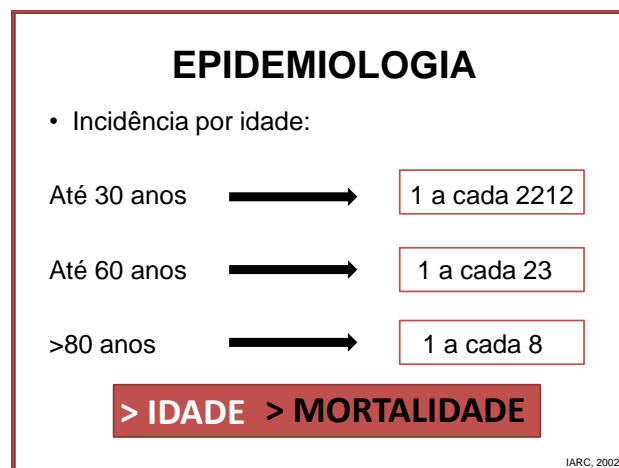 EPIDEMIOLOGIA
• Incidência por idade:
Até 30 anos 1 a cada 2212
Até 60 anos 1 a cada 23
>80 anos 1 a cada 8
> IDADE > MORTALIDADE
IARC, 2002